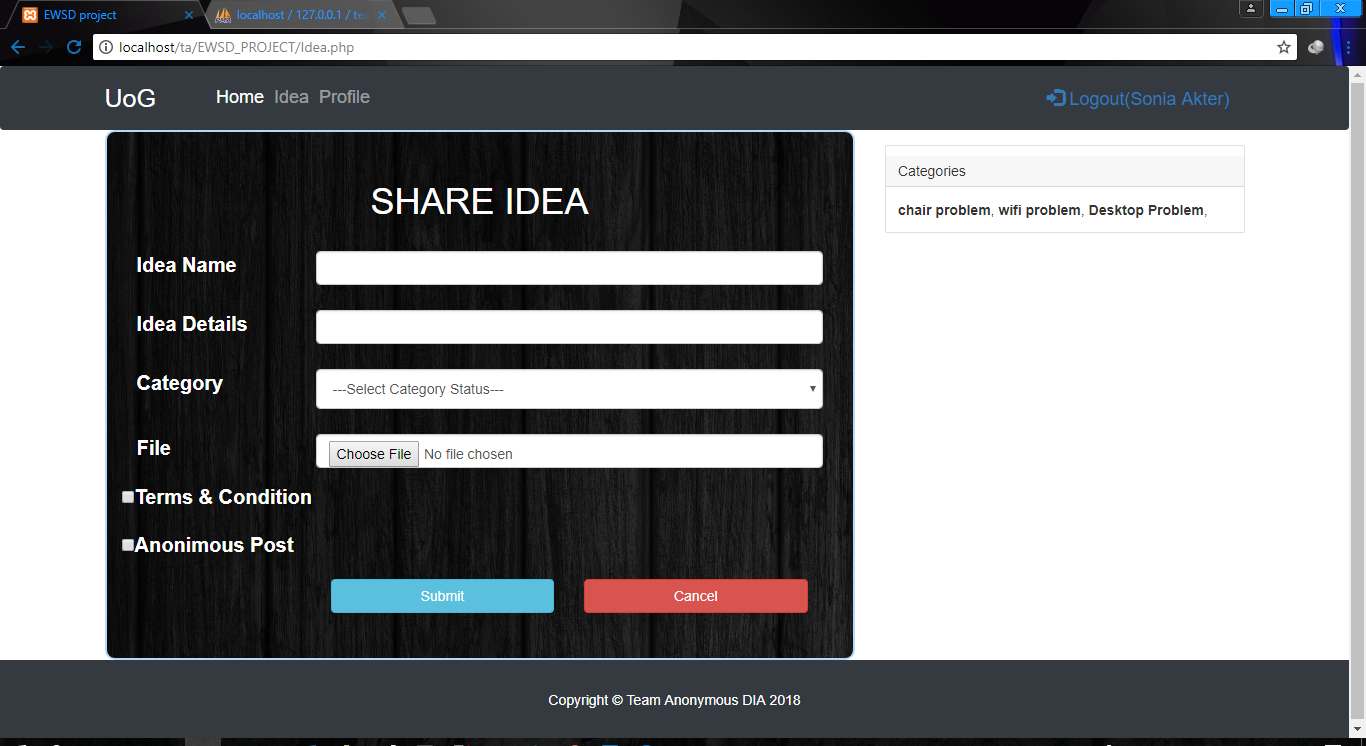 EWSD project
localhost / 127.0.0.1 / te
localhost/ta/EWSD_PROJECT/Idea.php
UoG Home Idea Profile Logout(Sonia Akter)
SHARE IDEA
Categories
chair problem, wifi problem, Desktop Problem,
Idea Name
Idea Details
Category ---Select Category Status---
File Choose File No file chosen
Terms & Condition
Anonimous Post
Submit Cancel
Copyright © Team Anonymous DIA 2018